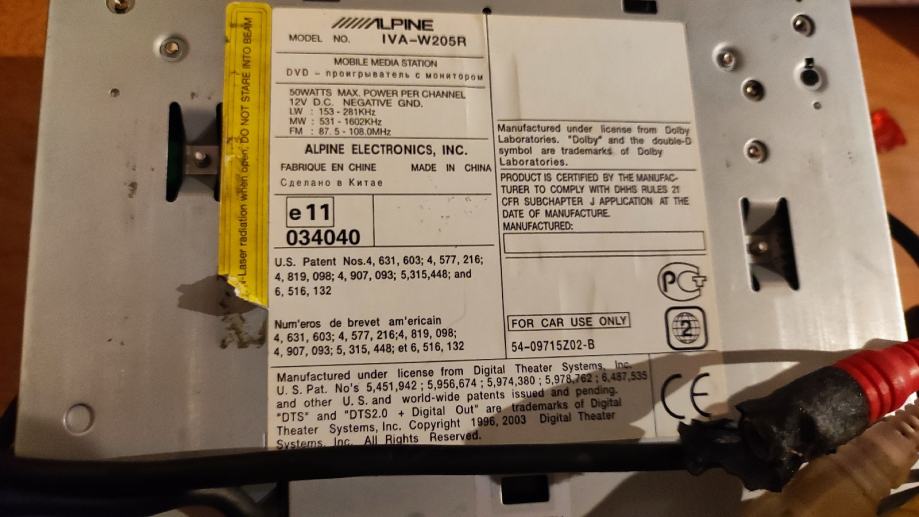 -Laser radiation when open. DO NOT STARE INTO BEAM
ALPINE
MODEL NO. IVA-W205R
MOBILE MEDIA STATION
DVD – проигрыватель с монитором
50WATTS MAX. POWER PER CHANNEL
12V D.C. NEGATIVE GND.
LW : 153 - 281KHz
MW : 531 - 1602KHz
FM : 87. 5 - 108.0MHz
ALPINE ELECTRONICS, INC.
FABRIQUE EN CHINE MADE IN CHINA
Сделано в Китае
e11
034040
U.S. Patent Nos.4, 631, 603; 4, 577, 216;
4, 819, 098; 4, 907, 093; 5,315,448; and
6, 516, 132
Num'eros de brevet am'ericain
4, 631, 603; 4, 577, 216;4, 819, 098;
4, 907, 093; 5, 315, 448; et 6, 516, 132
Manufactured under license from Dolby
Laboratories. "Dolby" and the double-D
symbol are trademarks of Dolby
Laboratories.
PRODUCT IS CERTIFIED BY THE MANUFAC-
TURER TO COMPLY WITH DHHS RULES 21
CFR SUBCHAPTER J APPLICATION AT THE
DATE OF MANUFACTURE.
MANUFACTURED:
РСТ
FOR CAR USE ONLY
2
54-09715Z02-B
Manufactured under license from Digital Theater Systems, Inc.
U.S. Pat. No's 5,451,942 ; 5,956,674 ; 5,974,380 ; 5,978,762 ; 6,487,535
and other U.S. and world-wide patents issued and pending.
"DTS" and "DTS2.0 + Digital Out" are trademarks of Digital
Theater Systems, Inc. Copyright 1996, 2003 Digital Theater
Systems, Inc. All Rights Reserved.
CE